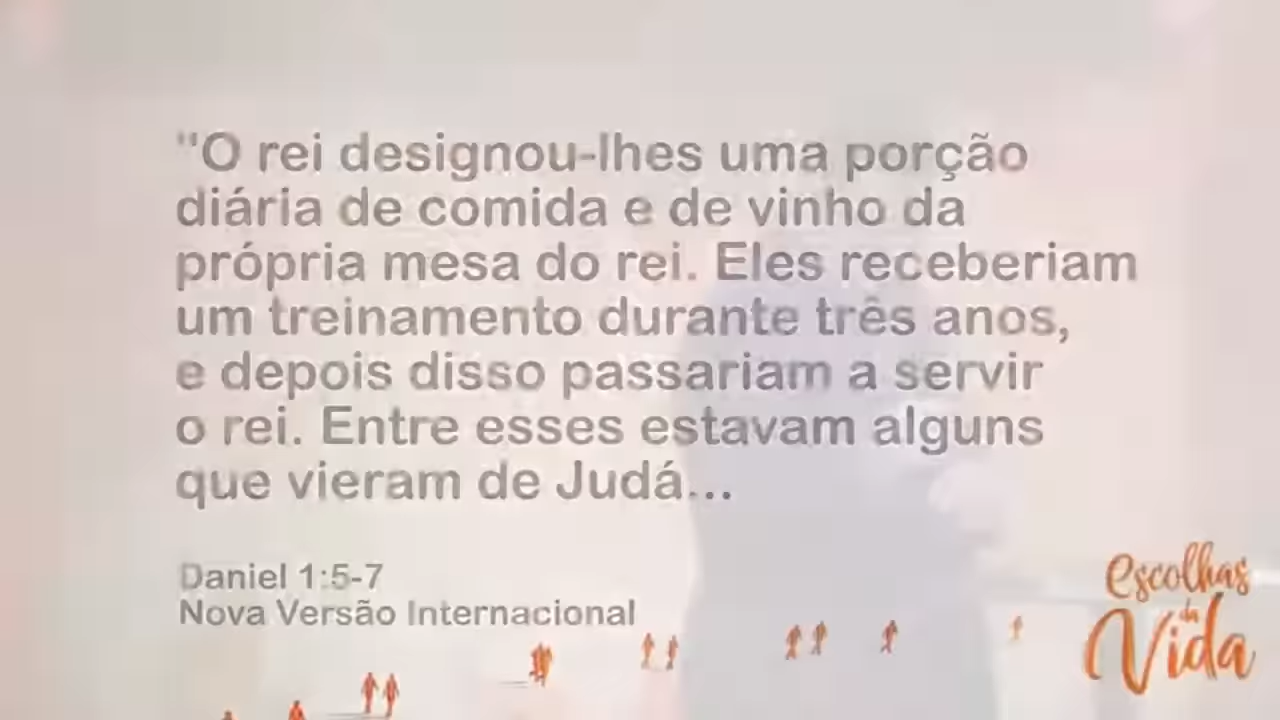 "O rei designou-lhes uma porção
diária de comida e de vinho da
própria mesa do rei. Eles receberiam
um treinamento durante três anos,
e depois disso passariam a servir
o rei. Entre esses estavam alguns
que vieram de Judá...
Daniel 1:5-7
Nova Versão Internacional
Escolhas
da
Vida